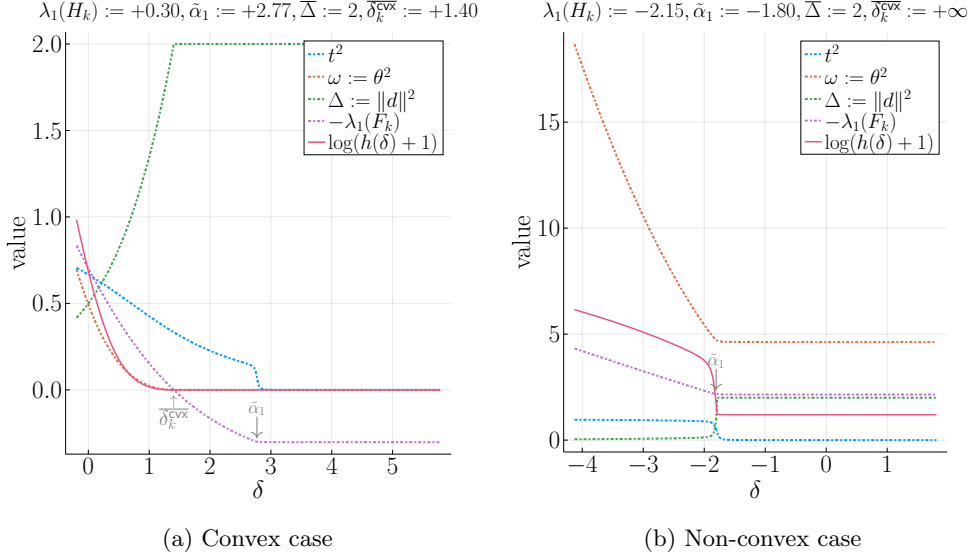 λ₁(Hₖ) := +0.30, α̃₁ := +2.77, Δ̅ := 2, δₖᶜᵛˣ‾ := +1.40
2.0
1.5
1.0
0.5
0.0
value
t²
ω := θ²
Δ := ‖d‖²
−λ₁(Fₖ)
log(h(δ) + 1)
δₖᶜᵛˣ‾
α̃₁
0 1 2 3 4 5
δ
(a) Convex case
λ₁(Hₖ) := −2.15, α̃₁ := −1.80, Δ̅ := 2, δₖᶜᵛˣ‾ := +∞
15
10
5
0
value
t²
ω := θ²
Δ := ‖d‖²
−λ₁(Fₖ)
log(h(δ) + 1)
α̃₁
−4 −3 −2 −1 0 1
δ
(b) Non-convex case